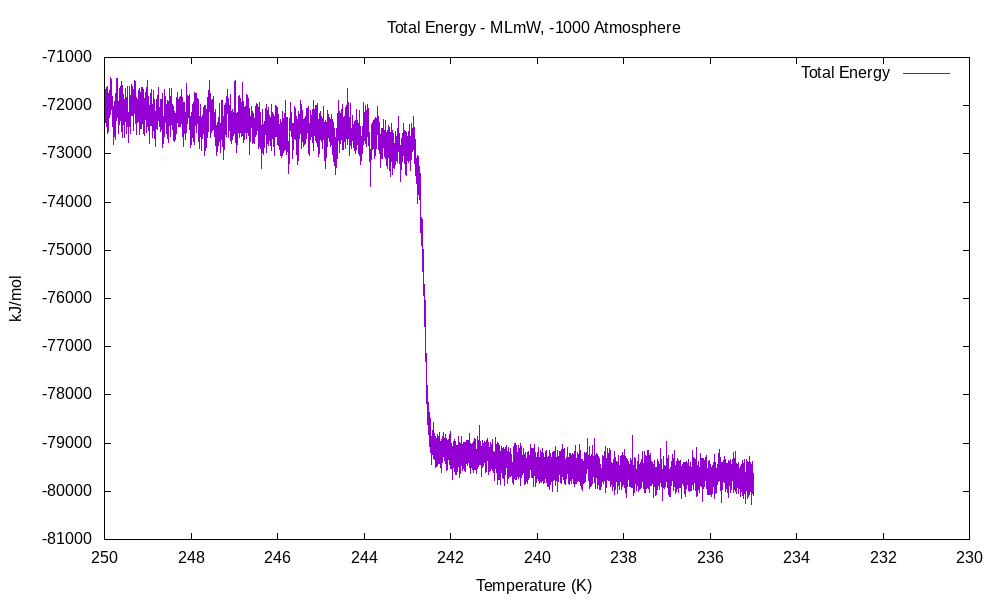 Total Energy - MLmW, -1000 Atmosphere
Total Energy
-71000
-72000
-73000
-74000
-75000
-76000
-77000
-78000
-79000
-80000
-81000
kJ/mol
250 248 246 244 242 240 238 236 234 232 230
Temperature (K)